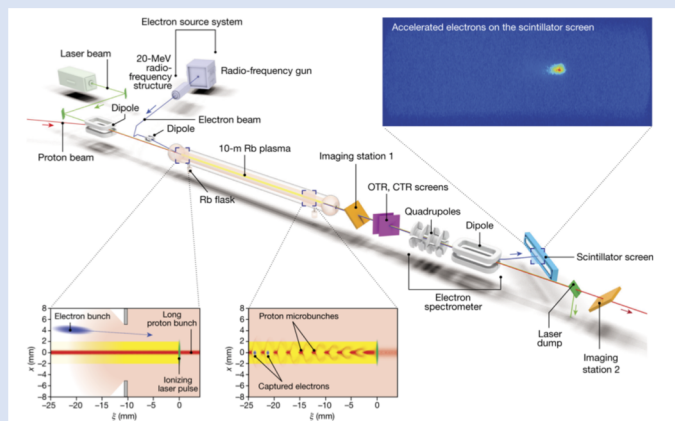 Electron source system
Laser beam
20-MeV
radio-
frequency
structure
Radio-frequency gun
Accelerated electrons on the scintillator screen
Dipole
Electron beam
Dipole
Proton beam
10-m Rb plasma
Rb flask
Imaging station 1
OTR, CTR screens
Quadrupoles
Dipole
Scintillator screen
Electron
spectrometer
Laser
dump
Imaging
station 2
Electron bunch
Long
proton bunch
Ionizing
laser pulse
x (mm)
8
6
4
2
0
–2
–4
–6
–8
–25 –20 –15 –10 –5 0
ξ (mm)
Proton microbunches
Captured electrons
x (mm)
8
6
4
2
0
–2
–4
–6
–8
–25 –20 –15 –10 –5 0 4
ξ (mm)